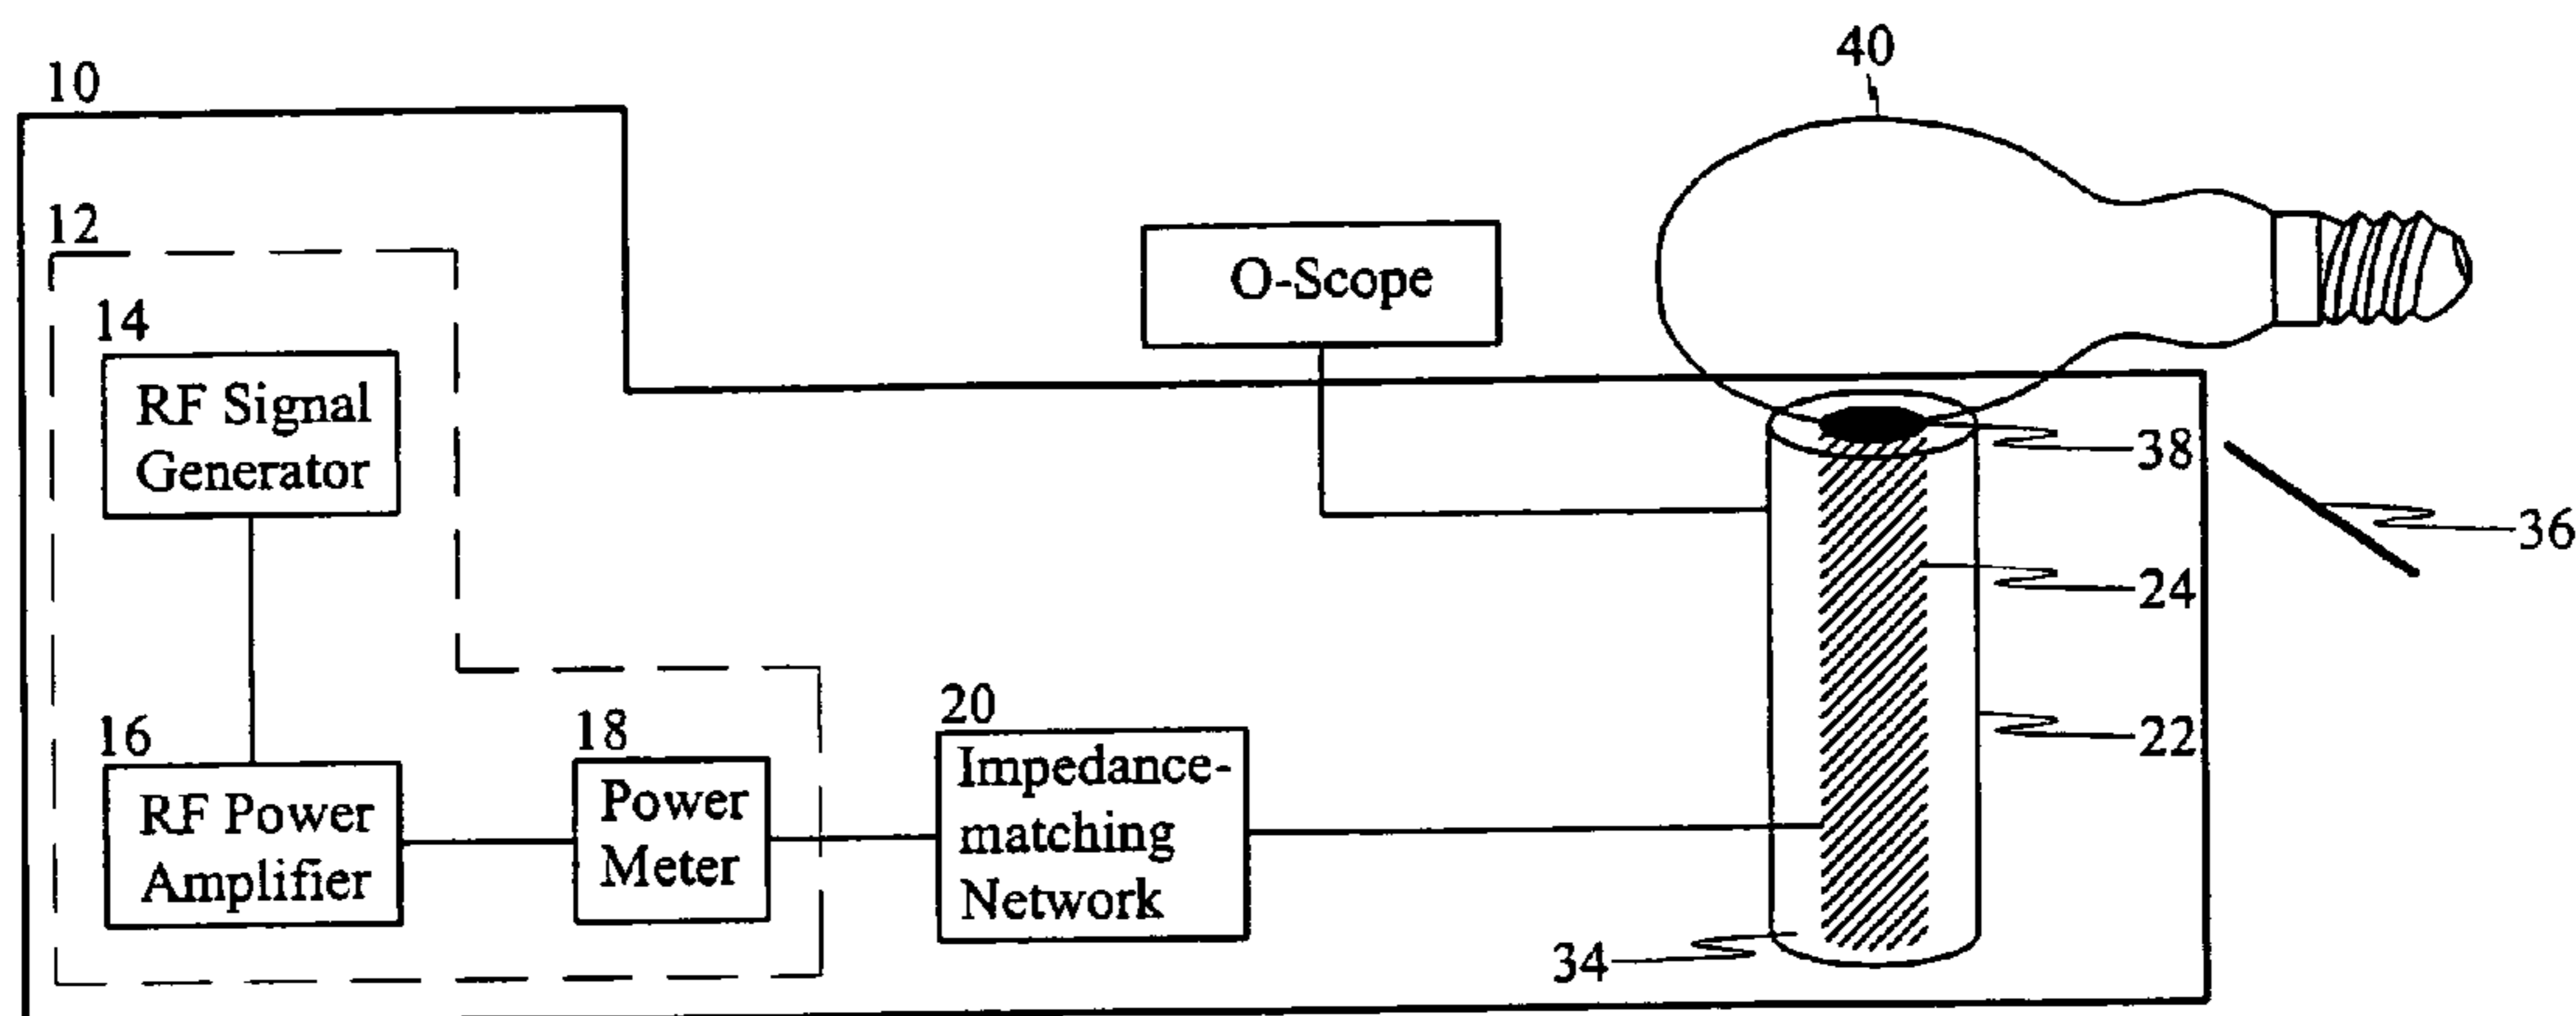 10
12
14
RF Signal
Generator
16
RF Power
Amplifier
18
Power
Meter
20
Impedance-
matching
Network
O-Scope
40
38
36
24
22
34